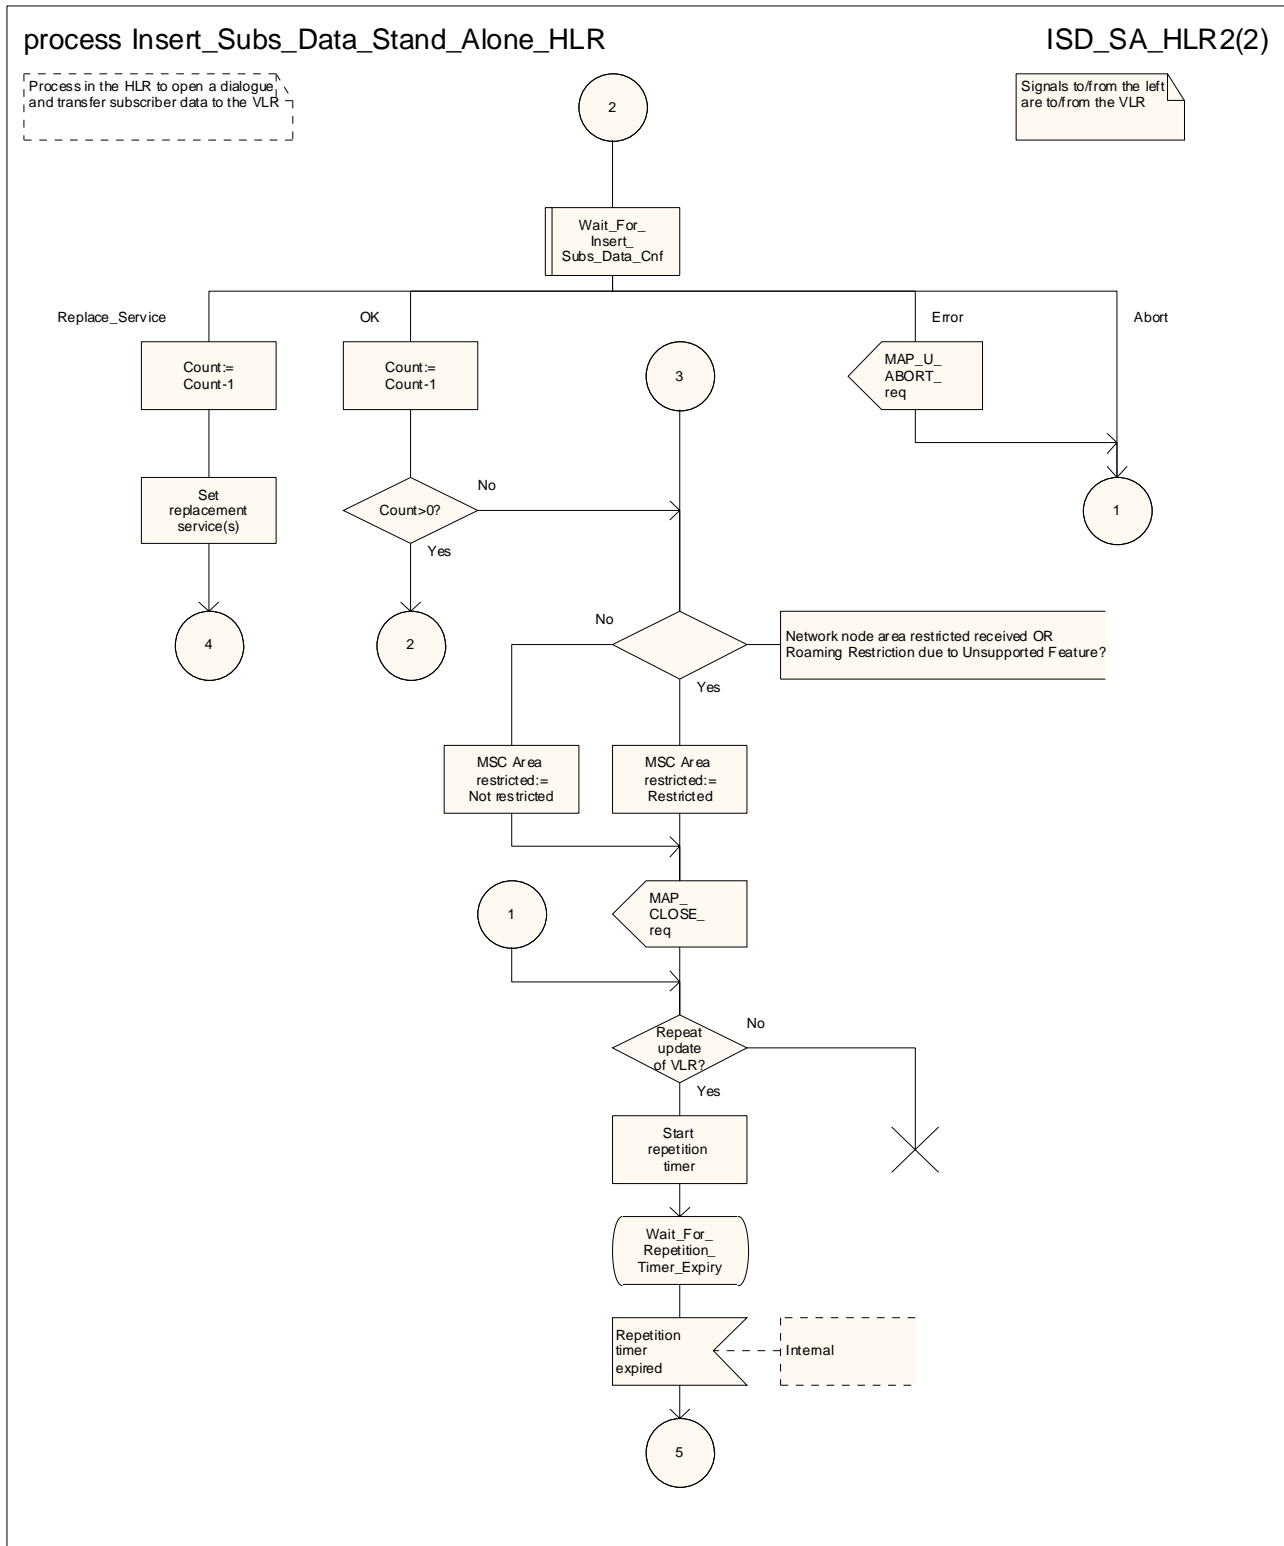 process Insert_Subs_Data_Stand_Alone_HLR
ISD_SA_HLR2(2)
Process in the HLR to open a dialogue
and transfer subscriber data to the VLR
2
Signals to/from the left
are to/from the VLR
Wait_For_
Insert_
Subs_Data_Cnf
Replace_Service
OK
Error
Abort
Count:=
Count-1
Count:=
Count-1
3
MAP_U_
ABORT_
req
Set
replacement
service(s)
Count>0?
No
Yes
1
4
2
No
Yes
Network node area restricted received OR
Roaming Restriction due to Unsupported Feature?
MSC Area
restricted:=
Not restricted
MSC Area
restricted:=
Restricted
1
MAP_
CLOSE_
req
Repeat
update
of VLR?
No
Yes
Start
repetition
timer
Wait_For_
Repetition_
Timer_Expiry
Repetition
timer
expired
Internal
5